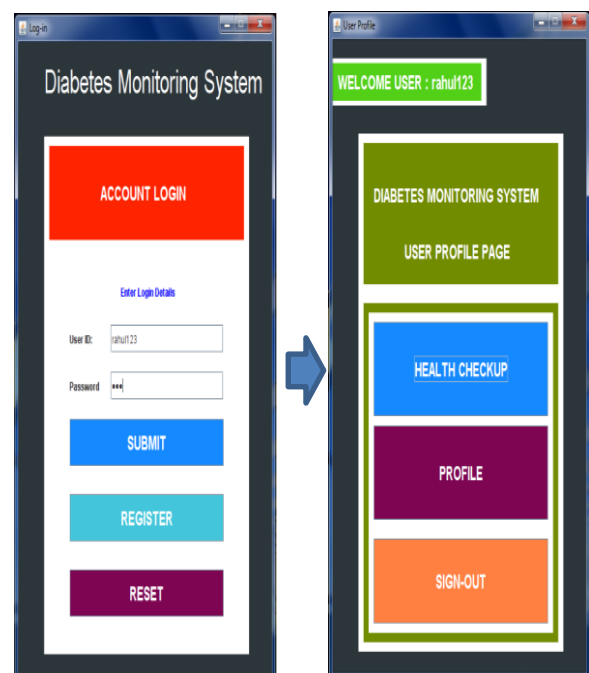 Log-in
Diabetes Monitoring System
ACCOUNT LOGIN
Enter Login Details
User ID:
rahul123
Password
•••
SUBMIT
REGISTER
RESET
User Profile
WELCOME USER : rahul123
DIABETES MONITORING SYSTEM
USER PROFILE PAGE
HEALTH CHECKUP
PROFILE
SIGN-OUT